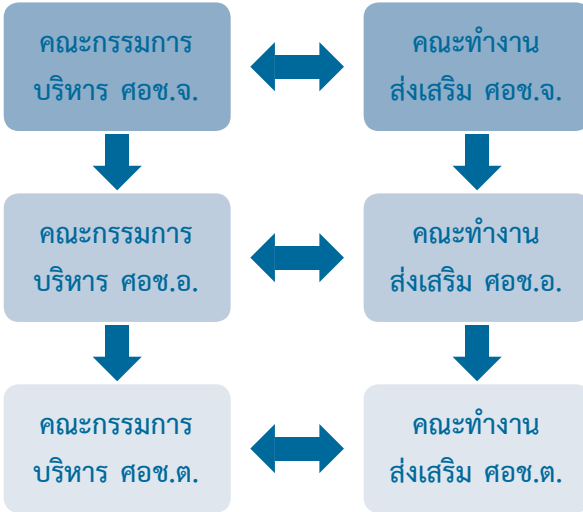 คณะกรรมการ
บริหาร ศอช.จ.
คณะทำงาน
ส่งเสริม ศอช.จ.
คณะกรรมการ
บริหาร ศอช.อ.
คณะทำงาน
ส่งเสริม ศอช.อ.
คณะกรรมการ
บริหาร ศอช.ต.
คณะทำงาน
ส่งเสริม ศอช.ต.